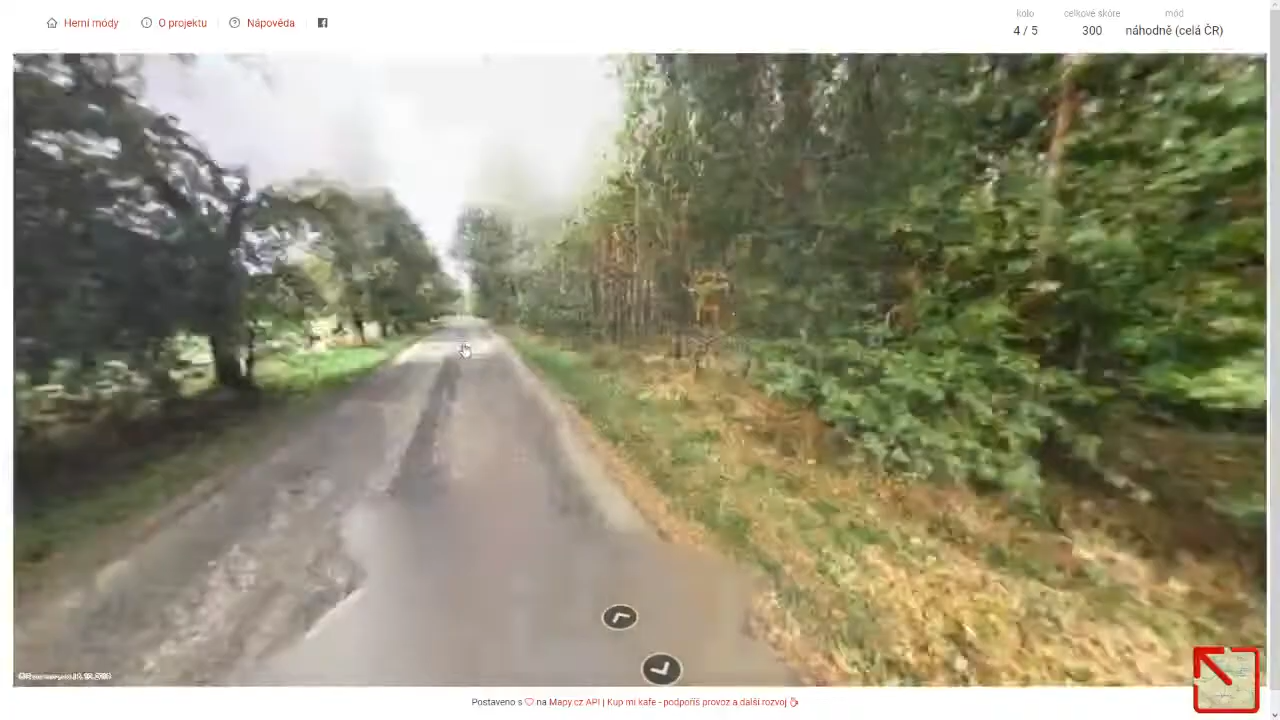 Herní módy
O projektu
Nápověda
kolo
4 / 5
celkové skóre
300
mód
náhodně (celá ČR)
Postaveno s na Mapy.cz API | Kup mi kafe - podpoříš provoz a další rozvoj